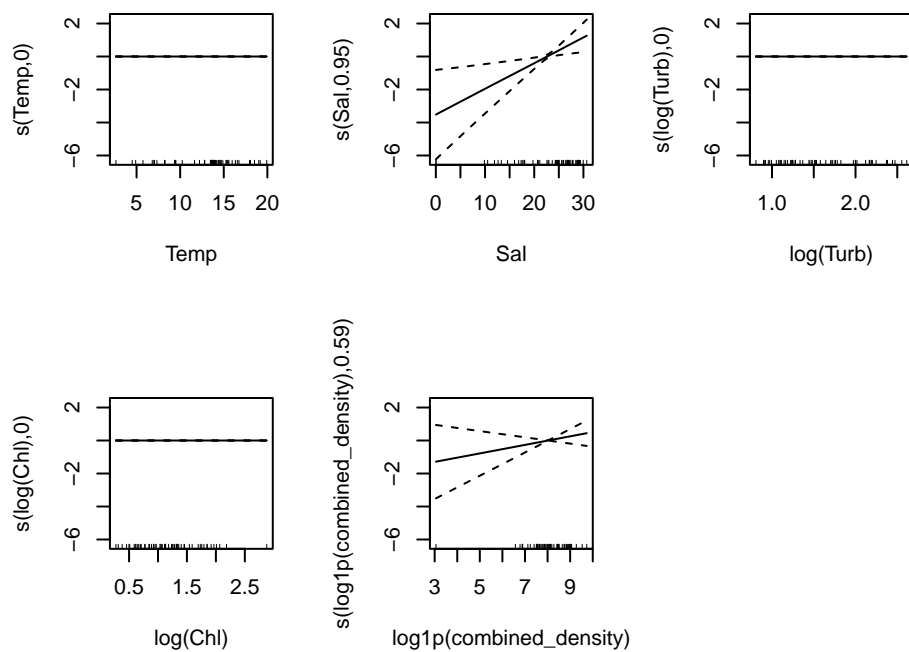 s(Temp,0)
2
−2
−6
5 10 15 20
Temp
s(Sal,0.95)
2
−2
−6
0 10 20 30
Sal
s(log(Turb),0)
2
−2
−6
1.0 2.0
log(Turb)
s(log(Chl),0)
2
−2
−6
0.5 1.5 2.5
log(Chl)
s(log1p(combined_density),0.59)
2
−2
−6
3 5 7 9
log1p(combined_density)